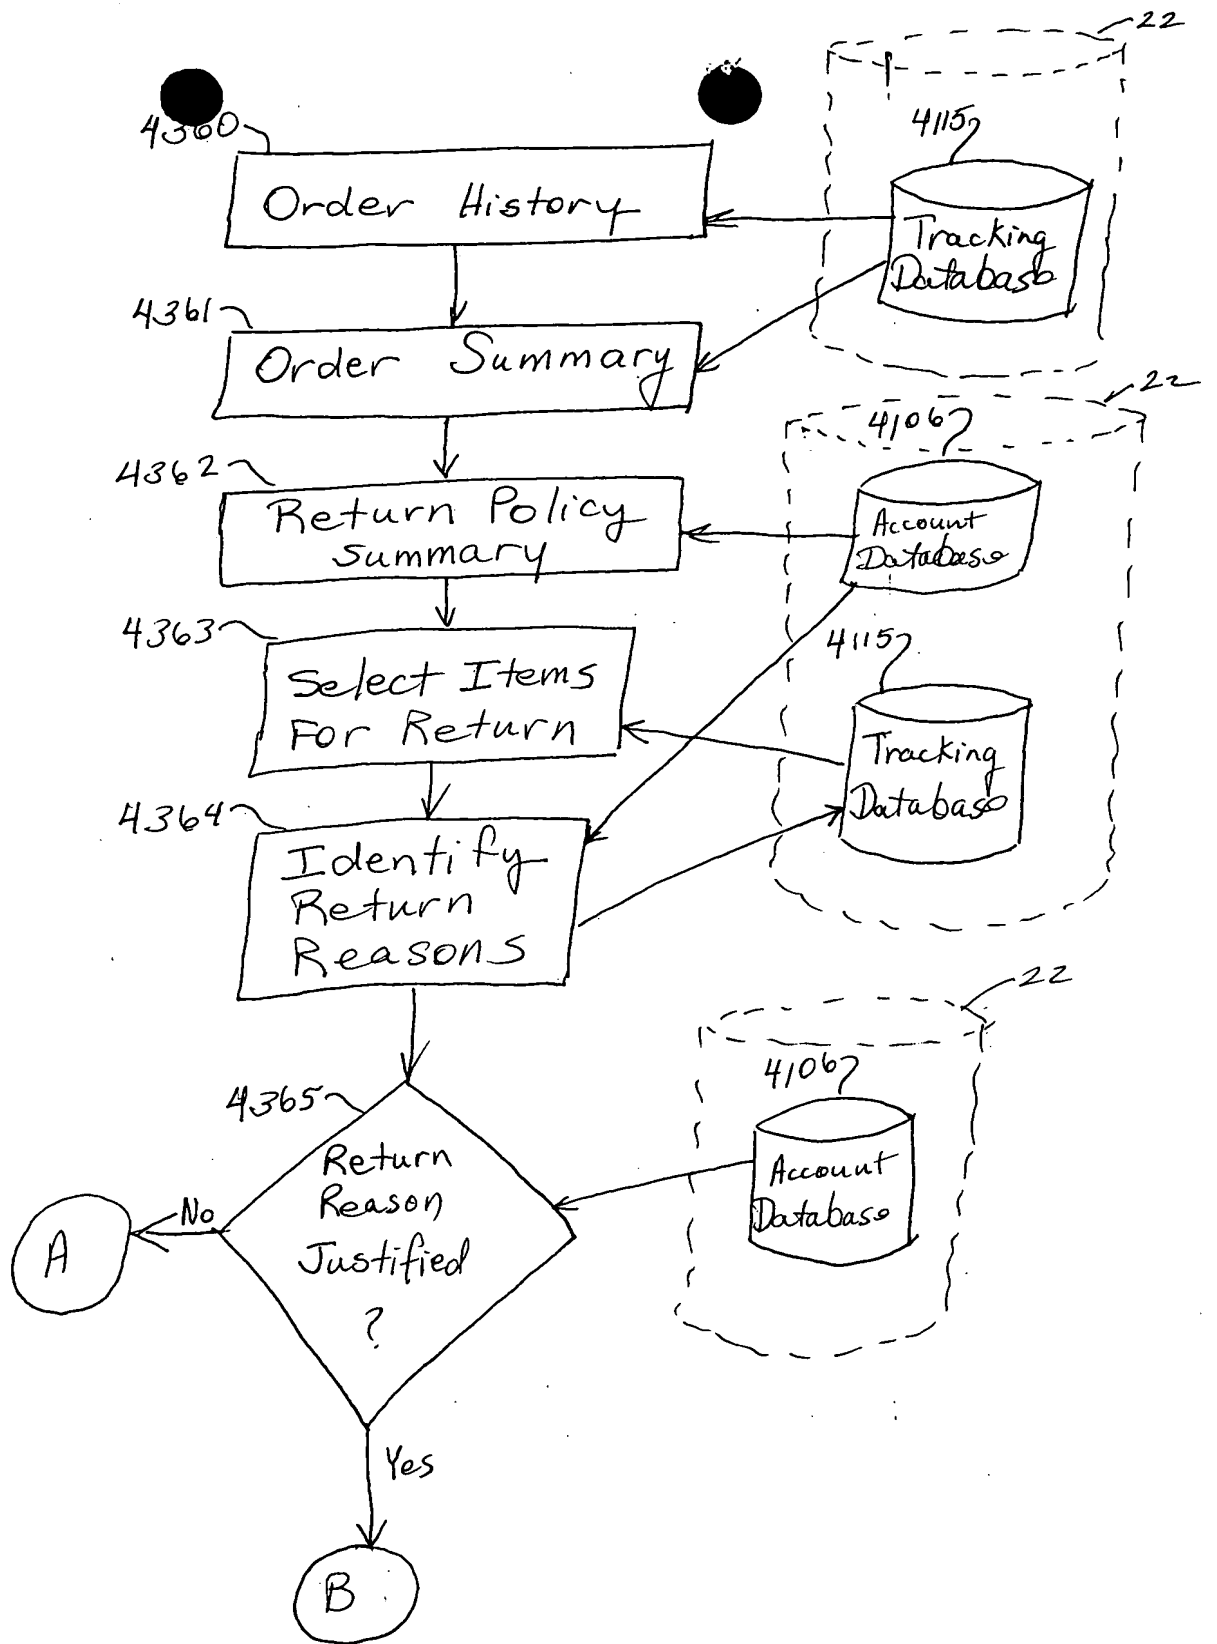 22
4115
4360
Order History
Tracking
Database
4361
Order Summary
22
4106
4362
Return Policy
Summary
Account
Database
4363
Select Items
For Return
4115
Tracking
Database
4364
Identify
Return
Reasons
22
4106
4365
Return
Reason
Justified
?
Account
Database
No
A
Yes
B